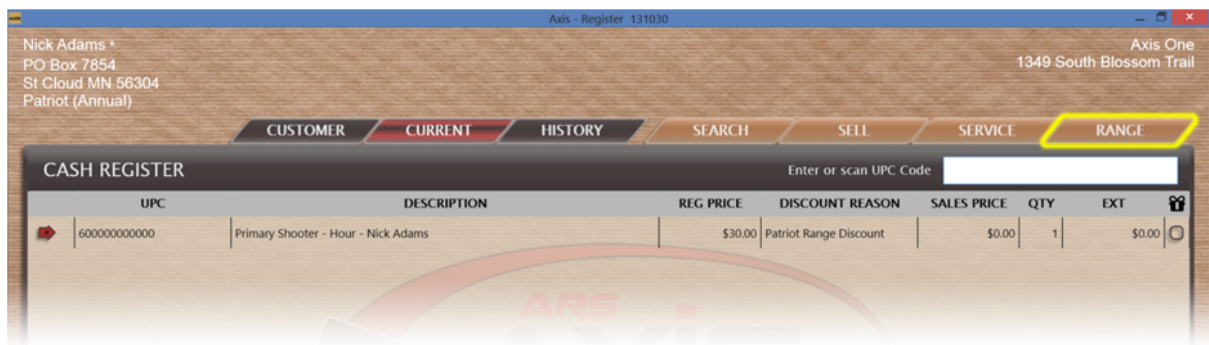 Axis - Register 131030
Nick Adams *
PO Box 7854
St Cloud MN 56304
Patriot (Annual)
Axis One
1349 South Blossom Trail
CUSTOMER CURRENT HISTORY SEARCH SELL SERVICE RANGE
CASH REGISTER Enter or scan UPC Code
UPC DESCRIPTION REG PRICE DISCOUNT REASON SALES PRICE QTY EXT
600000000000 Primary Shooter - Hour - Nick Adams $30.00 Patriot Range Discount $0.00 1 $0.00
ARS
AXIS